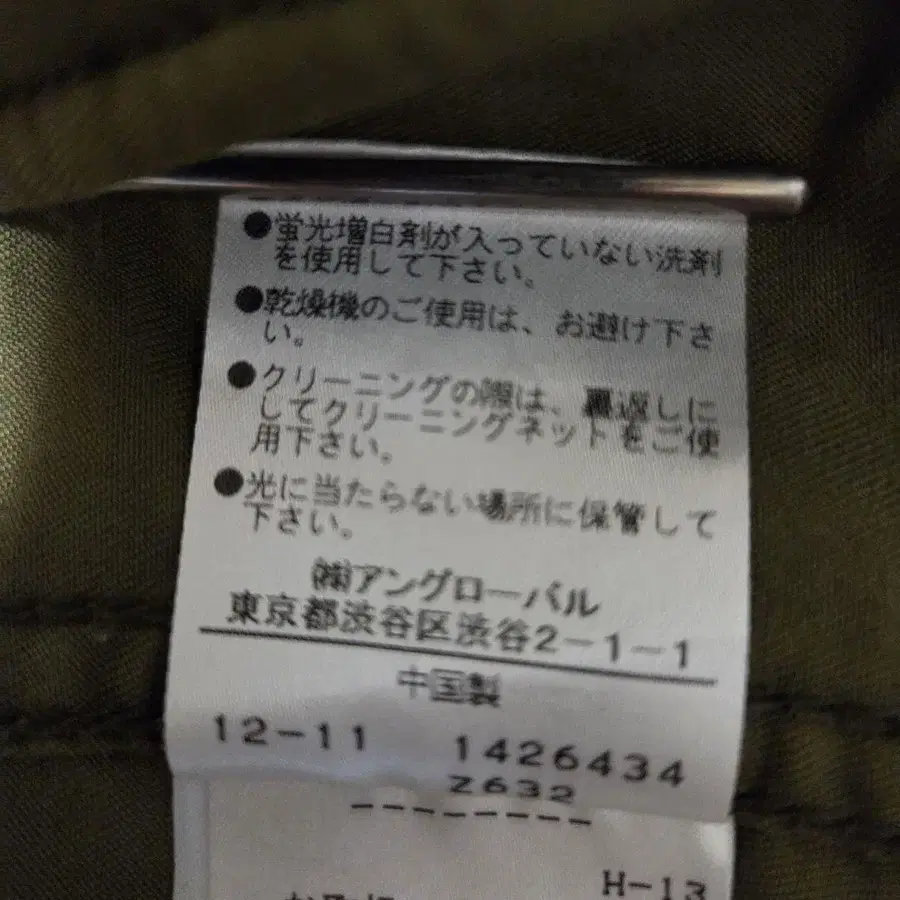 ●蛍光増白剤が入っていない洗剤
を使用して下さい。
●乾燥機のご使用は、お避け下さ
い。
●クリーニングの際は、裏返しに
してクリーニングネットをご使
用下さい。
●光に当たらない場所に保管して
下さい。
㈱アングローバル
東京都渋谷区渋谷2-1-1
中国製
12-11 1426434
Z632
--------
H-13